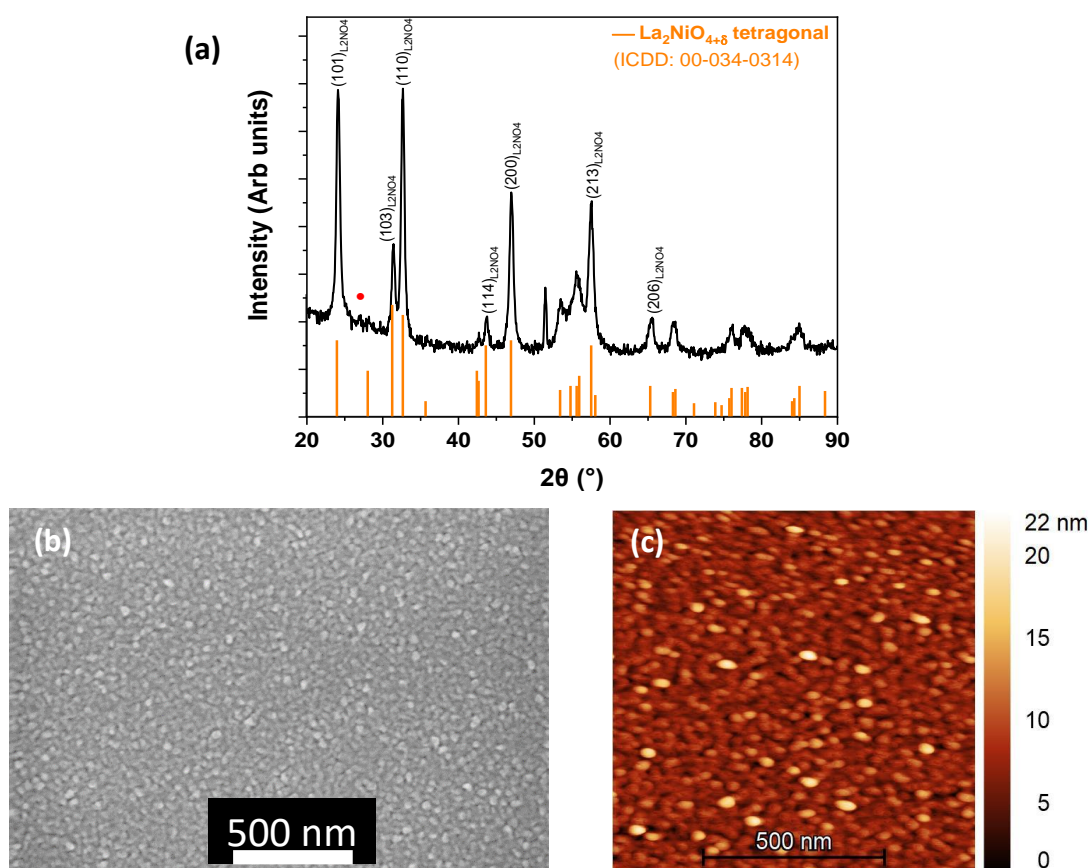 (a)
— La₂NiO₄₊δ tetragonal
(ICDD: 00-034-0314)
(101)L2NO4
(103)L2NO4
(110)L2NO4
(114)L2NO4
(200)L2NO4
(213)L2NO4
(206)L2NO4
Intensity (Arb units)
20 30 40 50 60 70 80 90
2θ (°)
(b)
500 nm
(c)
500 nm
22 nm
20
15
10
5
0